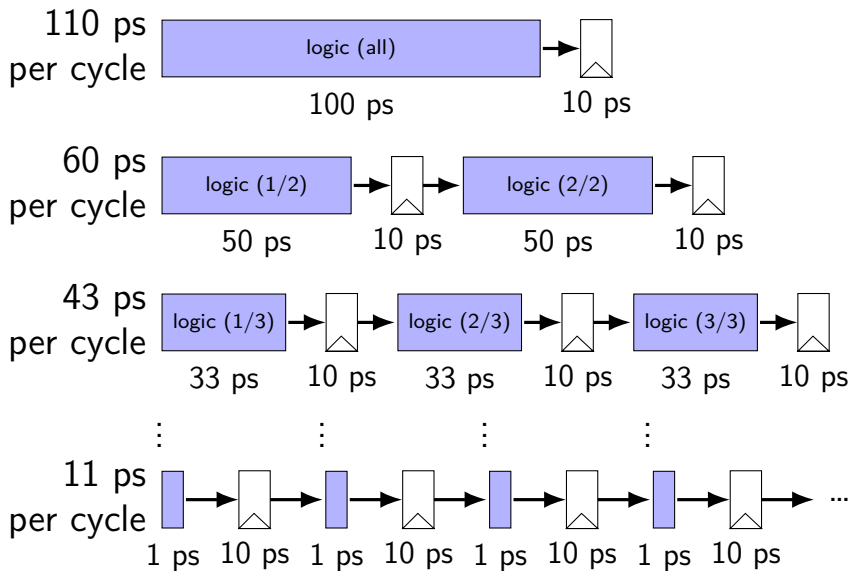 110 ps
per cycle
logic (all)
100 ps
10 ps
60 ps
per cycle
logic (1/2)
logic (2/2)
50 ps
10 ps
50 ps
10 ps
43 ps
per cycle
logic (1/3)
logic (2/3)
logic (3/3)
33 ps
10 ps
33 ps
10 ps
33 ps
10 ps
⋮ ⋮ ⋮ ⋮
11 ps
per cycle
...
1 ps
10 ps
1 ps
10 ps
1 ps
10 ps
1 ps
10 ps